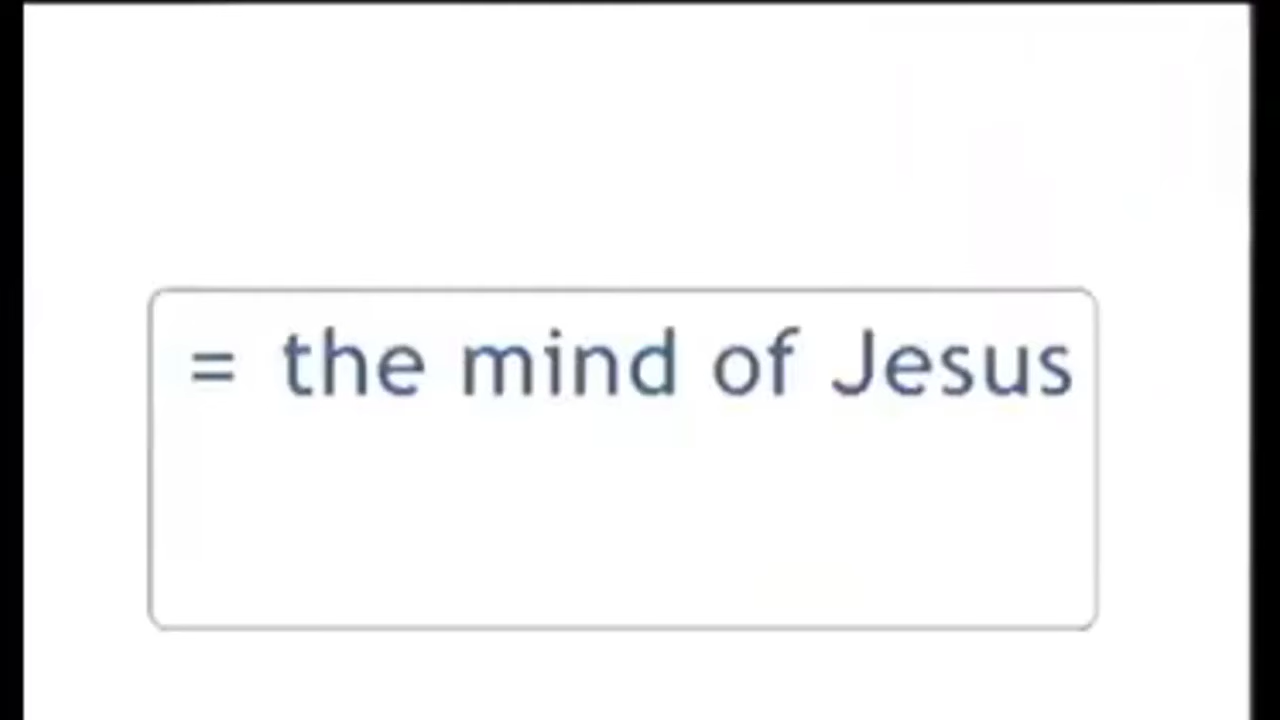 = the mind of Jesus